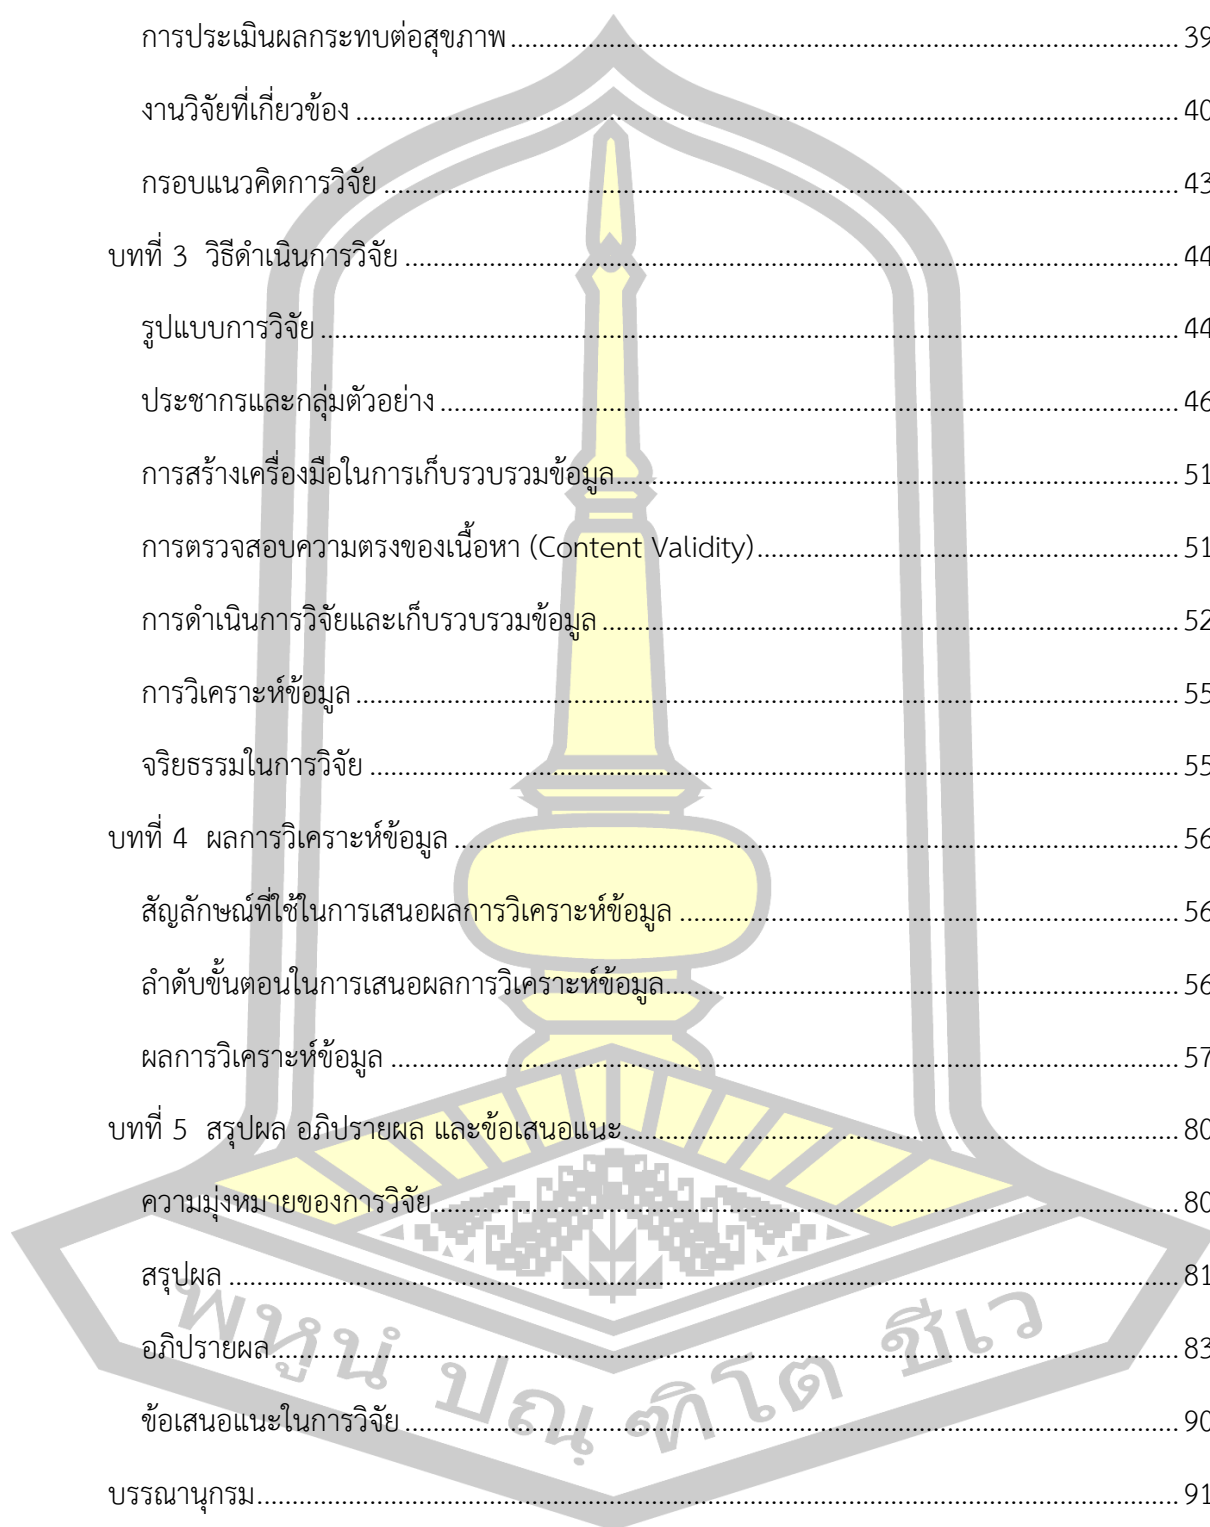 การประเมินผลกระทบต่อสุขภาพ ........ 39
งานวิจัยที่เกี่ยวข้อง ........ 40
กรอบแนวคิดการวิจัย ........ 43
บทที่ 3 วิธีดำเนินการวิจัย ........ 44
รูปแบบการวิจัย ........ 44
ประชากรและกลุ่มตัวอย่าง ........ 46
การสร้างเครื่องมือในการเก็บรวบรวมข้อมูล ........ 51
การตรวจสอบความตรงของเนื้อหา (Content Validity) ........ 51
การดำเนินการวิจัยและเก็บรวบรวมข้อมูล ........ 52
การวิเคราะห์ข้อมูล ........ 55
จริยธรรมในการวิจัย ........ 55
บทที่ 4 ผลการวิเคราะห์ข้อมูล ........ 56
สัญลักษณ์ที่ใช้ในการเสนอผลการวิเคราะห์ข้อมูล ........ 56
ลำดับขั้นตอนในการเสนอผลการวิเคราะห์ข้อมูล ........ 56
ผลการวิเคราะห์ข้อมูล ........ 57
บทที่ 5 สรุปผล อภิปรายผล และข้อเสนอแนะ ........ 80
ความมุ่งหมายของการวิจัย ........ 80
สรุปผล ........ 81
อภิปรายผล ........ 83
ข้อเสนอแนะในการวิจัย ........ 90
บรรณานุกรม ........ 91
พหูนํ ปณฺฑิโต ชีเว